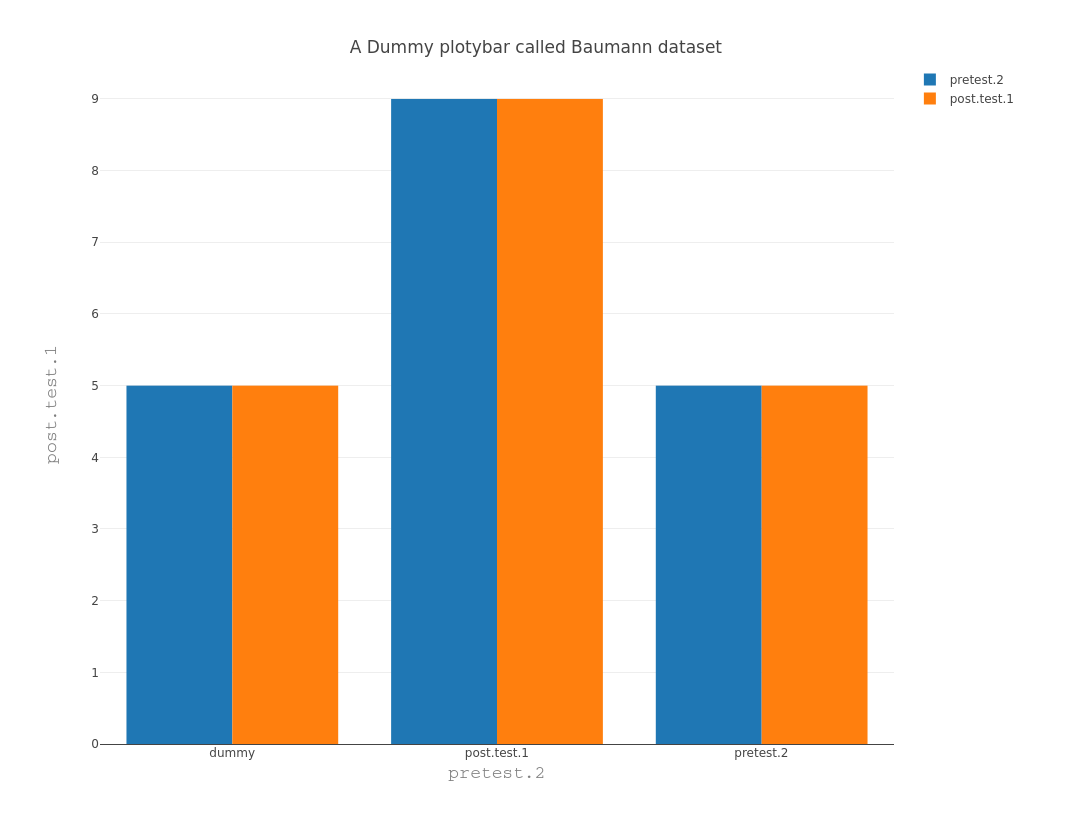 A Dummy plotybar called Baumann dataset
pretest.2
post.test.1
9
8
7
6
5
4
3
2
1
0
post.test.1
dummy
post.test.1
pretest.2
pretest.2